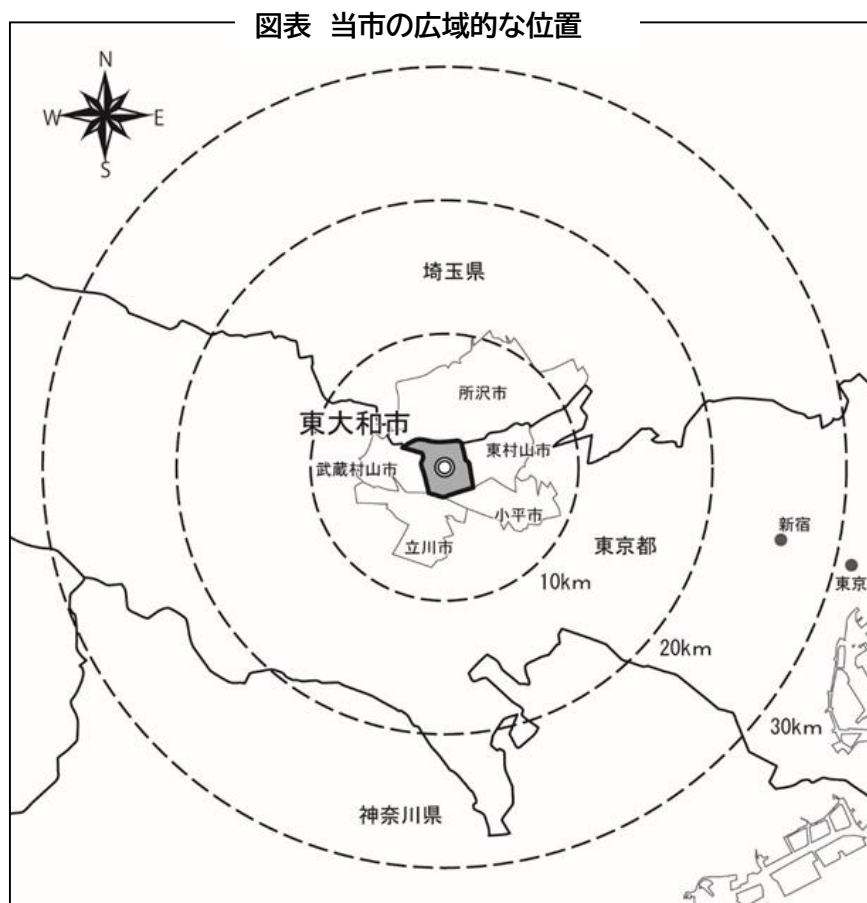 図表 当市の広域的な位置
N
W
E
S
埼玉県
所沢市
東大和市
東村山市
武蔵村山市
小平市
新宿
立川市
東京都
東京
10km
20km
30km
神奈川県